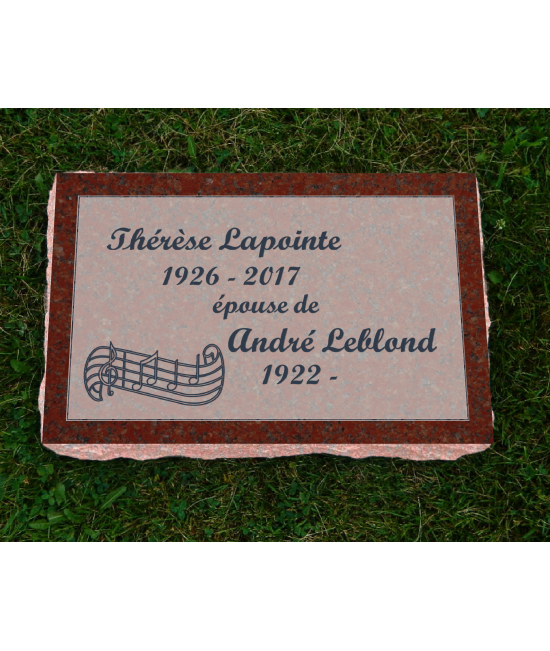 Thérèse Lapointe
1926 - 2017
épouse de
André Leblond
1922 -